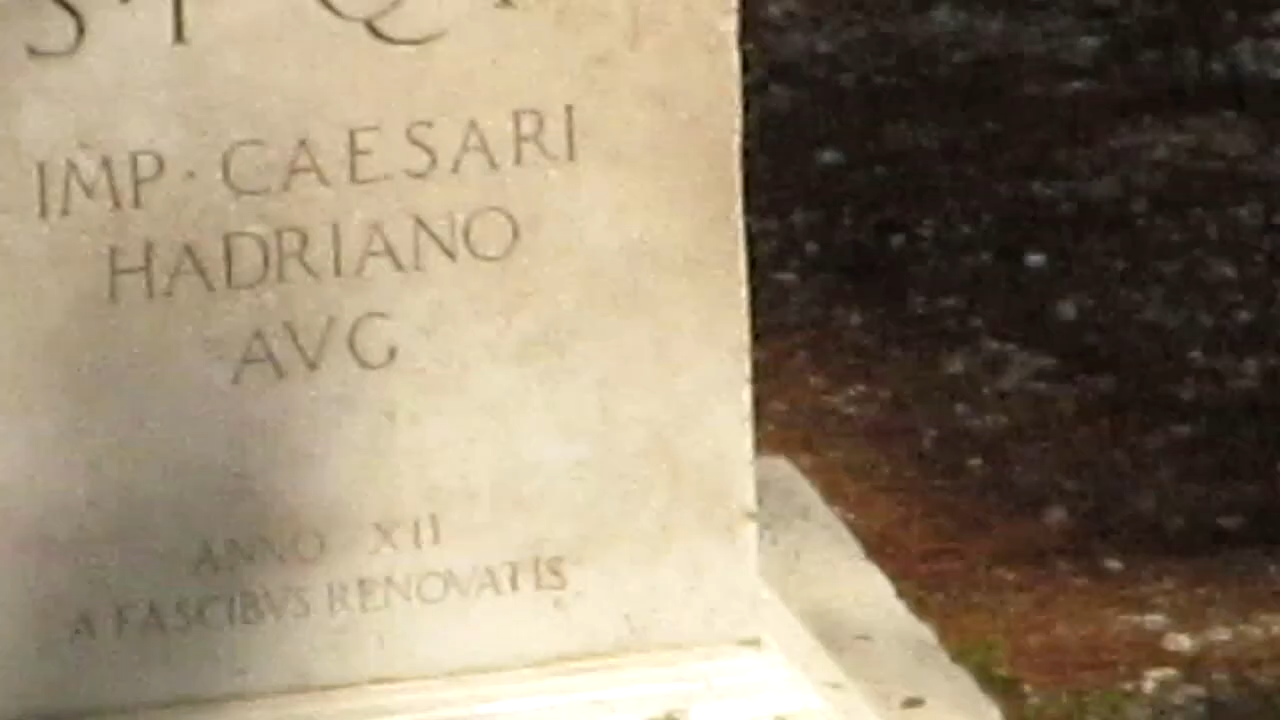 S · P · Q · R
IMP · CAESARI
HADRIANO
AVG
ANNO XII
A FASCIBVS RENOVATIS